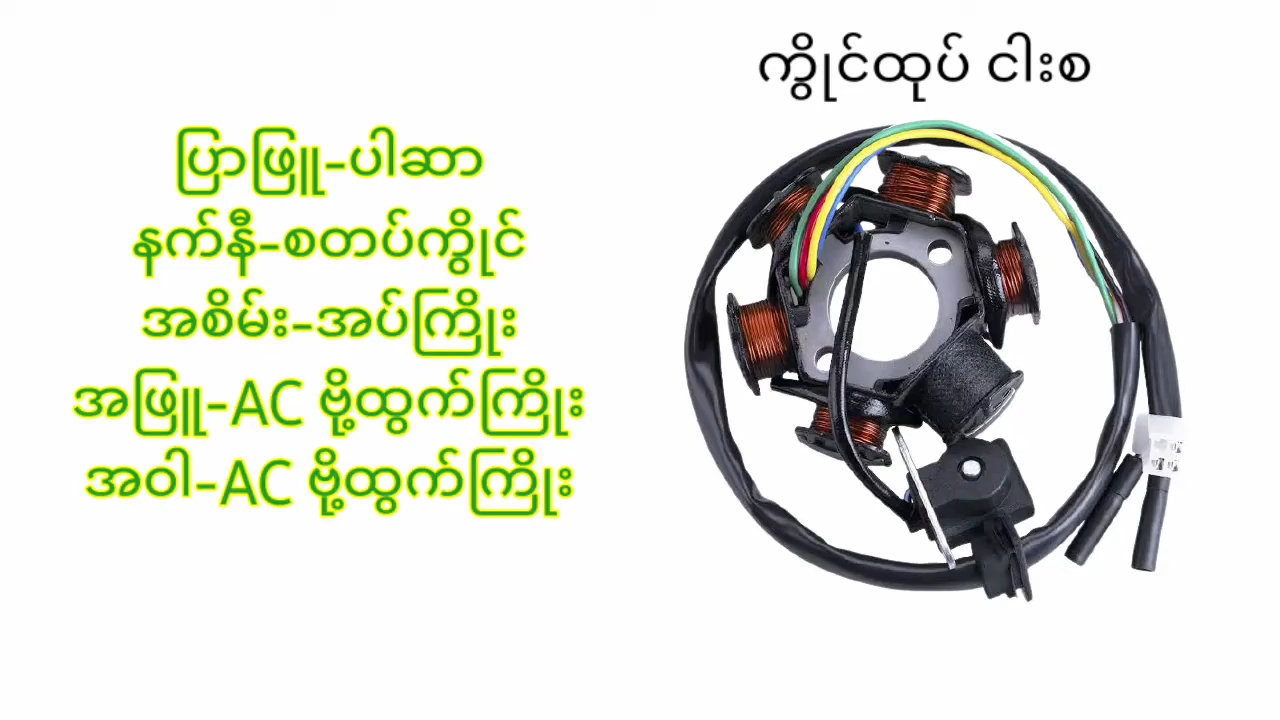 ကွိုင်ထုပ် ငါးစ
ပြာဖြူ-ပါဆာ
နက်နီ-စတပ်ကွိုင်
အစိမ်း-အပ်ကြိုး
အဖြူ-AC ဗို့ထွက်ကြိုး
အဝါ-AC ဗို့ထွက်ကြိုး